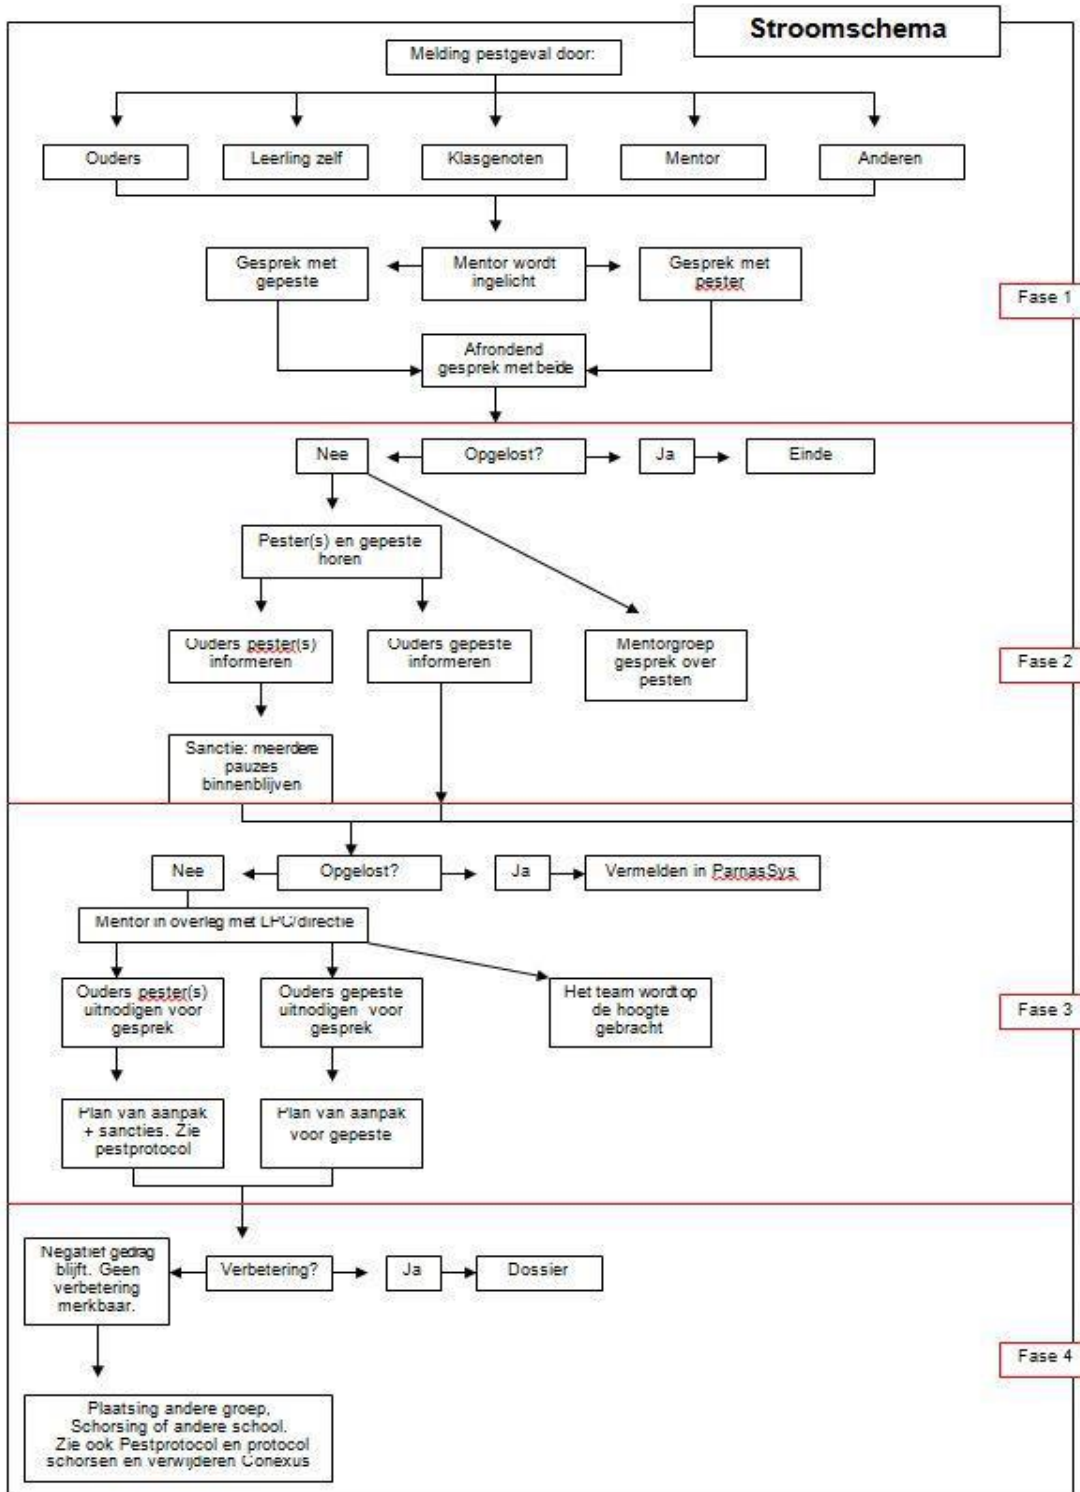 Stroomschema
Melding pestgeval door:
Ouders
Leerling zelf
Klasgenoten
Mentor
Anderen
Gesprek met
gepeste
Mentor wordt
ingelicht
Gesprek met
pester
Fase 1
Afrondend
gesprek met beide
Nee
Opgelost?
Ja
Einde
Pester(s) en gepeste
horen
Ouders pester(s)
informeren
Ouders gepeste
informeren
Mentorgroep
gesprek over
pesten
Fase 2
Sanctie: meerdere
pauzes
binnenblijven
Nee
Opgelost?
Ja
Vermelden in ParnasSys
Mentor in overleg met LPC/directie
Ouders pester(s)
uitnodigen voor
gesprek
Ouders gepeste
uitnodigen voor
gesprek
Het team wordt op
de hoogte
gebracht
Fase 3
Plan van aanpak
+ sancties. Zie
pestprotocol
Plan van aanpak
voor gepeste
Negatief gedrag
blijft. Geen
verbetering
merkbaar.
Verbetering?
Ja
Dossier
Fase 4
Plaatsing andere groep,
Schorsing of andere school.
Zie ook Pestprotocol en protocol
schorsen en verwijderen Conexus